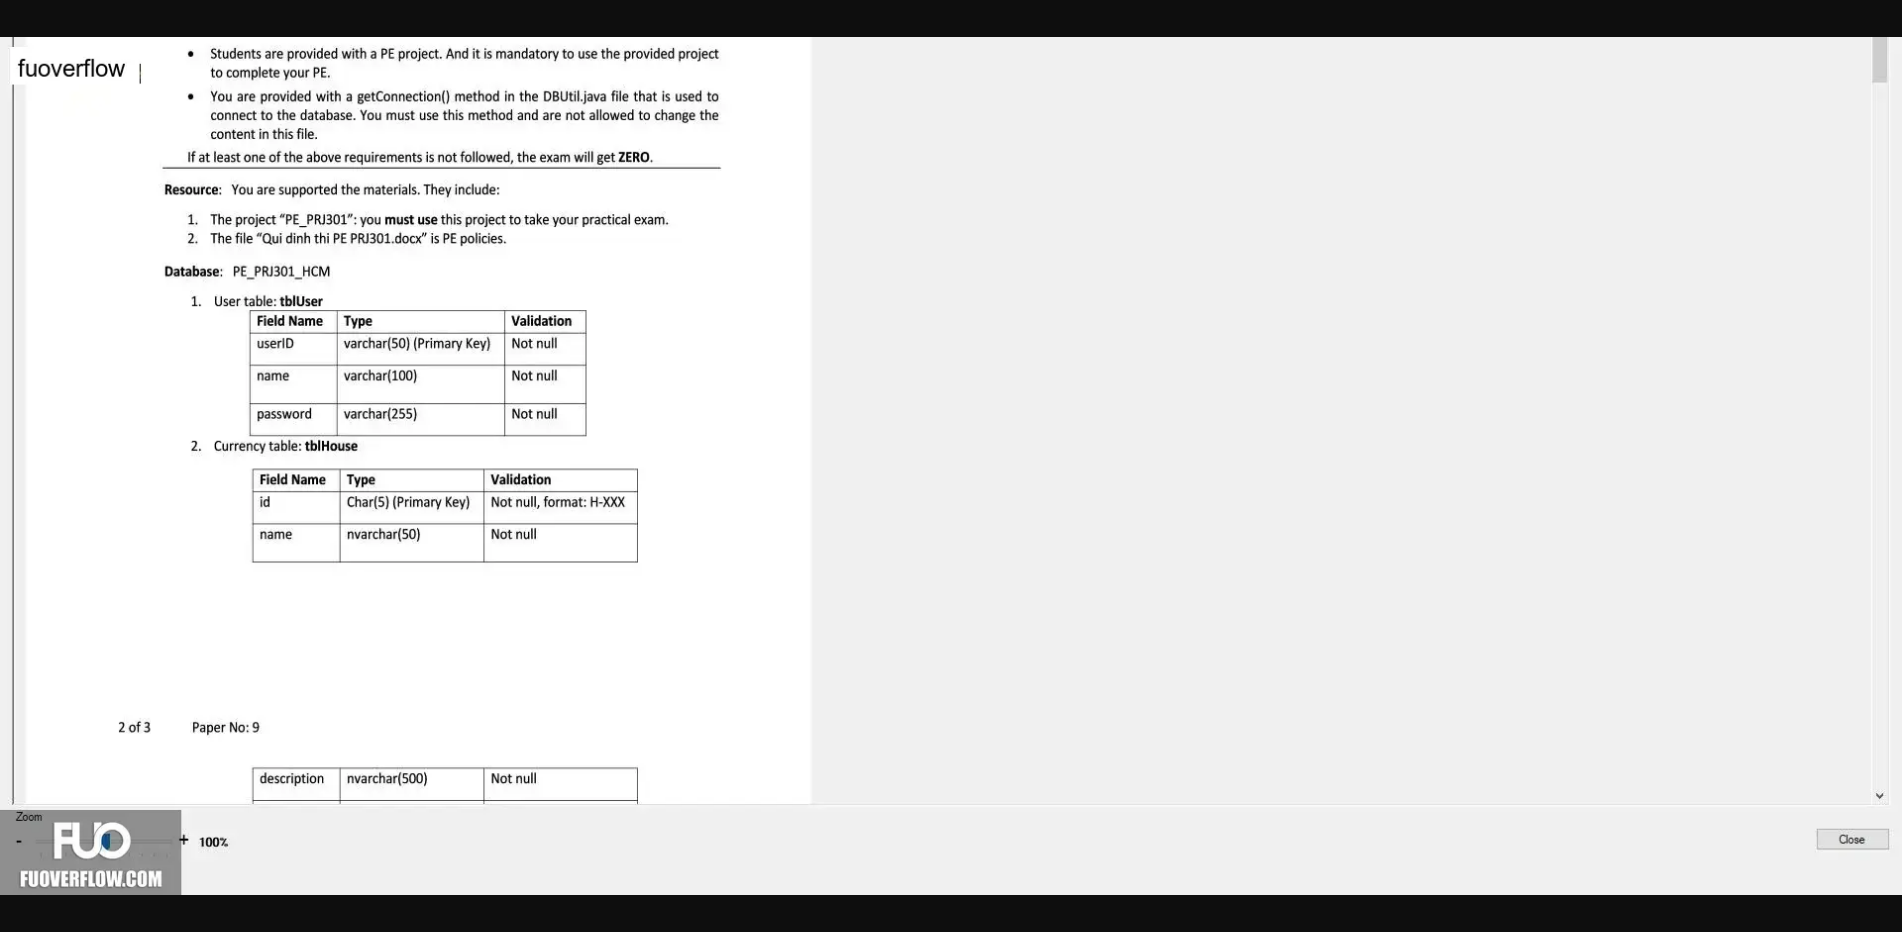 • Students are provided with a PE project. And it is mandatory to use the provided project
to complete your PE.
fuoverflow
• You are provided with a getConnection() method in the DBUtil.java file that is used to
connect to the database. You must use this method and are not allowed to change the
content in this file.
If at least one of the above requirements is not followed, the exam will get ZERO.
Resource: You are supported the materials. They include:
1. The project “PE_PRJ301”: you must use this project to take your practical exam.
2. The file “Qui dinh thi PE PRJ301.docx” is PE policies.
Database: PE_PRJ301_HCM
1. User table: tblUser
Field Name Type Validation
userID varchar(50) (Primary Key) Not null
name varchar(100) Not null
password varchar(255) Not null
2. Currency table: tblHouse
Field Name Type Validation
id Char(5) (Primary Key) Not null, format: H-XXX
name nvarchar(50) Not null
2 of 3 Paper No: 9
description nvarchar(500) Not null
Zoom
- + 100%
FUO
FUOVERFLOW.COM
Close